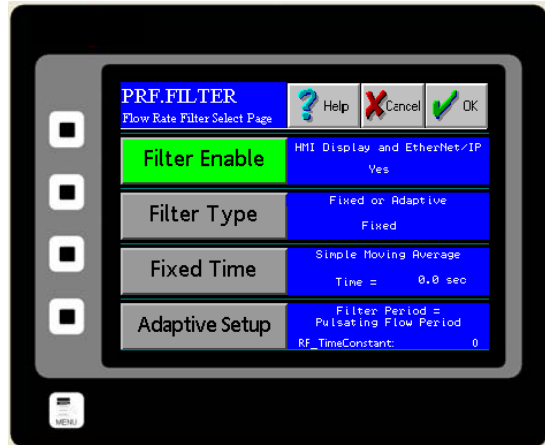 PRF.FILTER
Flow Rate Filter Select Page
Help
Cancel
OK
Filter Enable
HMI Display and EtherNet/IP
Yes
Filter Type
Fixed or Adaptive
Fixed
Fixed Time
Simple Moving Average
Time = 0.0 sec
Adaptive Setup
Filter Period =
Pulsating Flow Period
RF_TimeConstant: 0
MENU